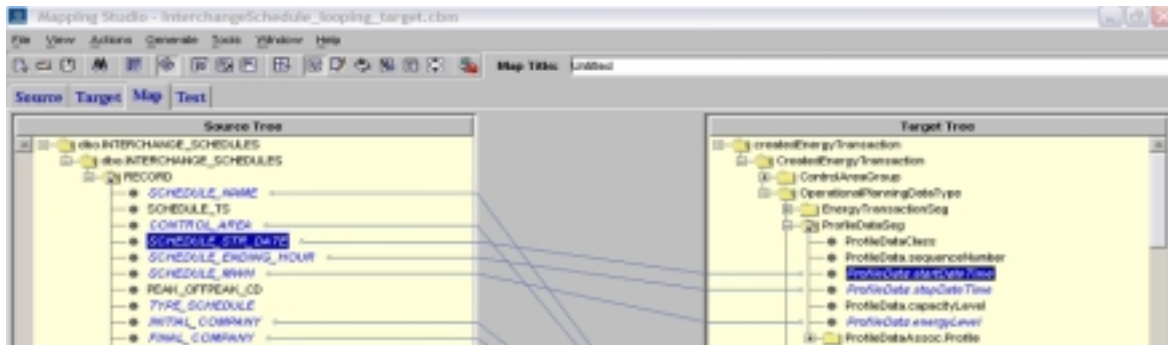 Mapping Studio - InterchangeSchedule_looping_target.cbm
File View Actions Generate Tools Window Help
Map Title: Untitled
Source Target Map Test
Source Tree
dbo.INTERCHANGE_SCHEDULES
dbo.INTERCHANGE_SCHEDULES
RECORD
SCHEDULE_NAME
SCHEDULE_TS
CONTROL_AREA
SCHEDULE_STR_DATE
SCHEDULE_ENDING_HOUR
SCHEDULE_MWH
PEAK_OFFPEAK_CD
TYPE_SCHEDULE
INITIAL_COMPANY
FINAL_COMPANY
Target Tree
createdEnergyTransaction
CreatedEnergyTransaction
ControlAreaGroup
OperationalPlanningDataType
EnergyTransactionSeg
ProfileDataSeg
ProfileDataClass
ProfileData.sequenceNumber
ProfileData.startDateTime
ProfileData.stopDateTime
ProfileData.capacityLevel
ProfileData.energyLevel
ProfileDataAssoc.Profile